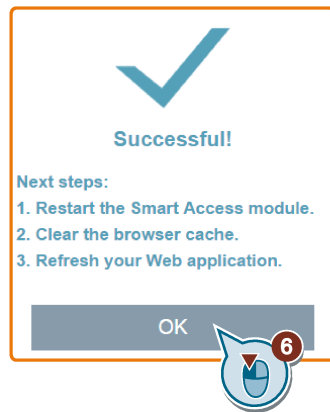 Successful!
Next steps:
1. Restart the Smart Access module.
2. Clear the browser cache.
3. Refresh your Web application.
OK
6